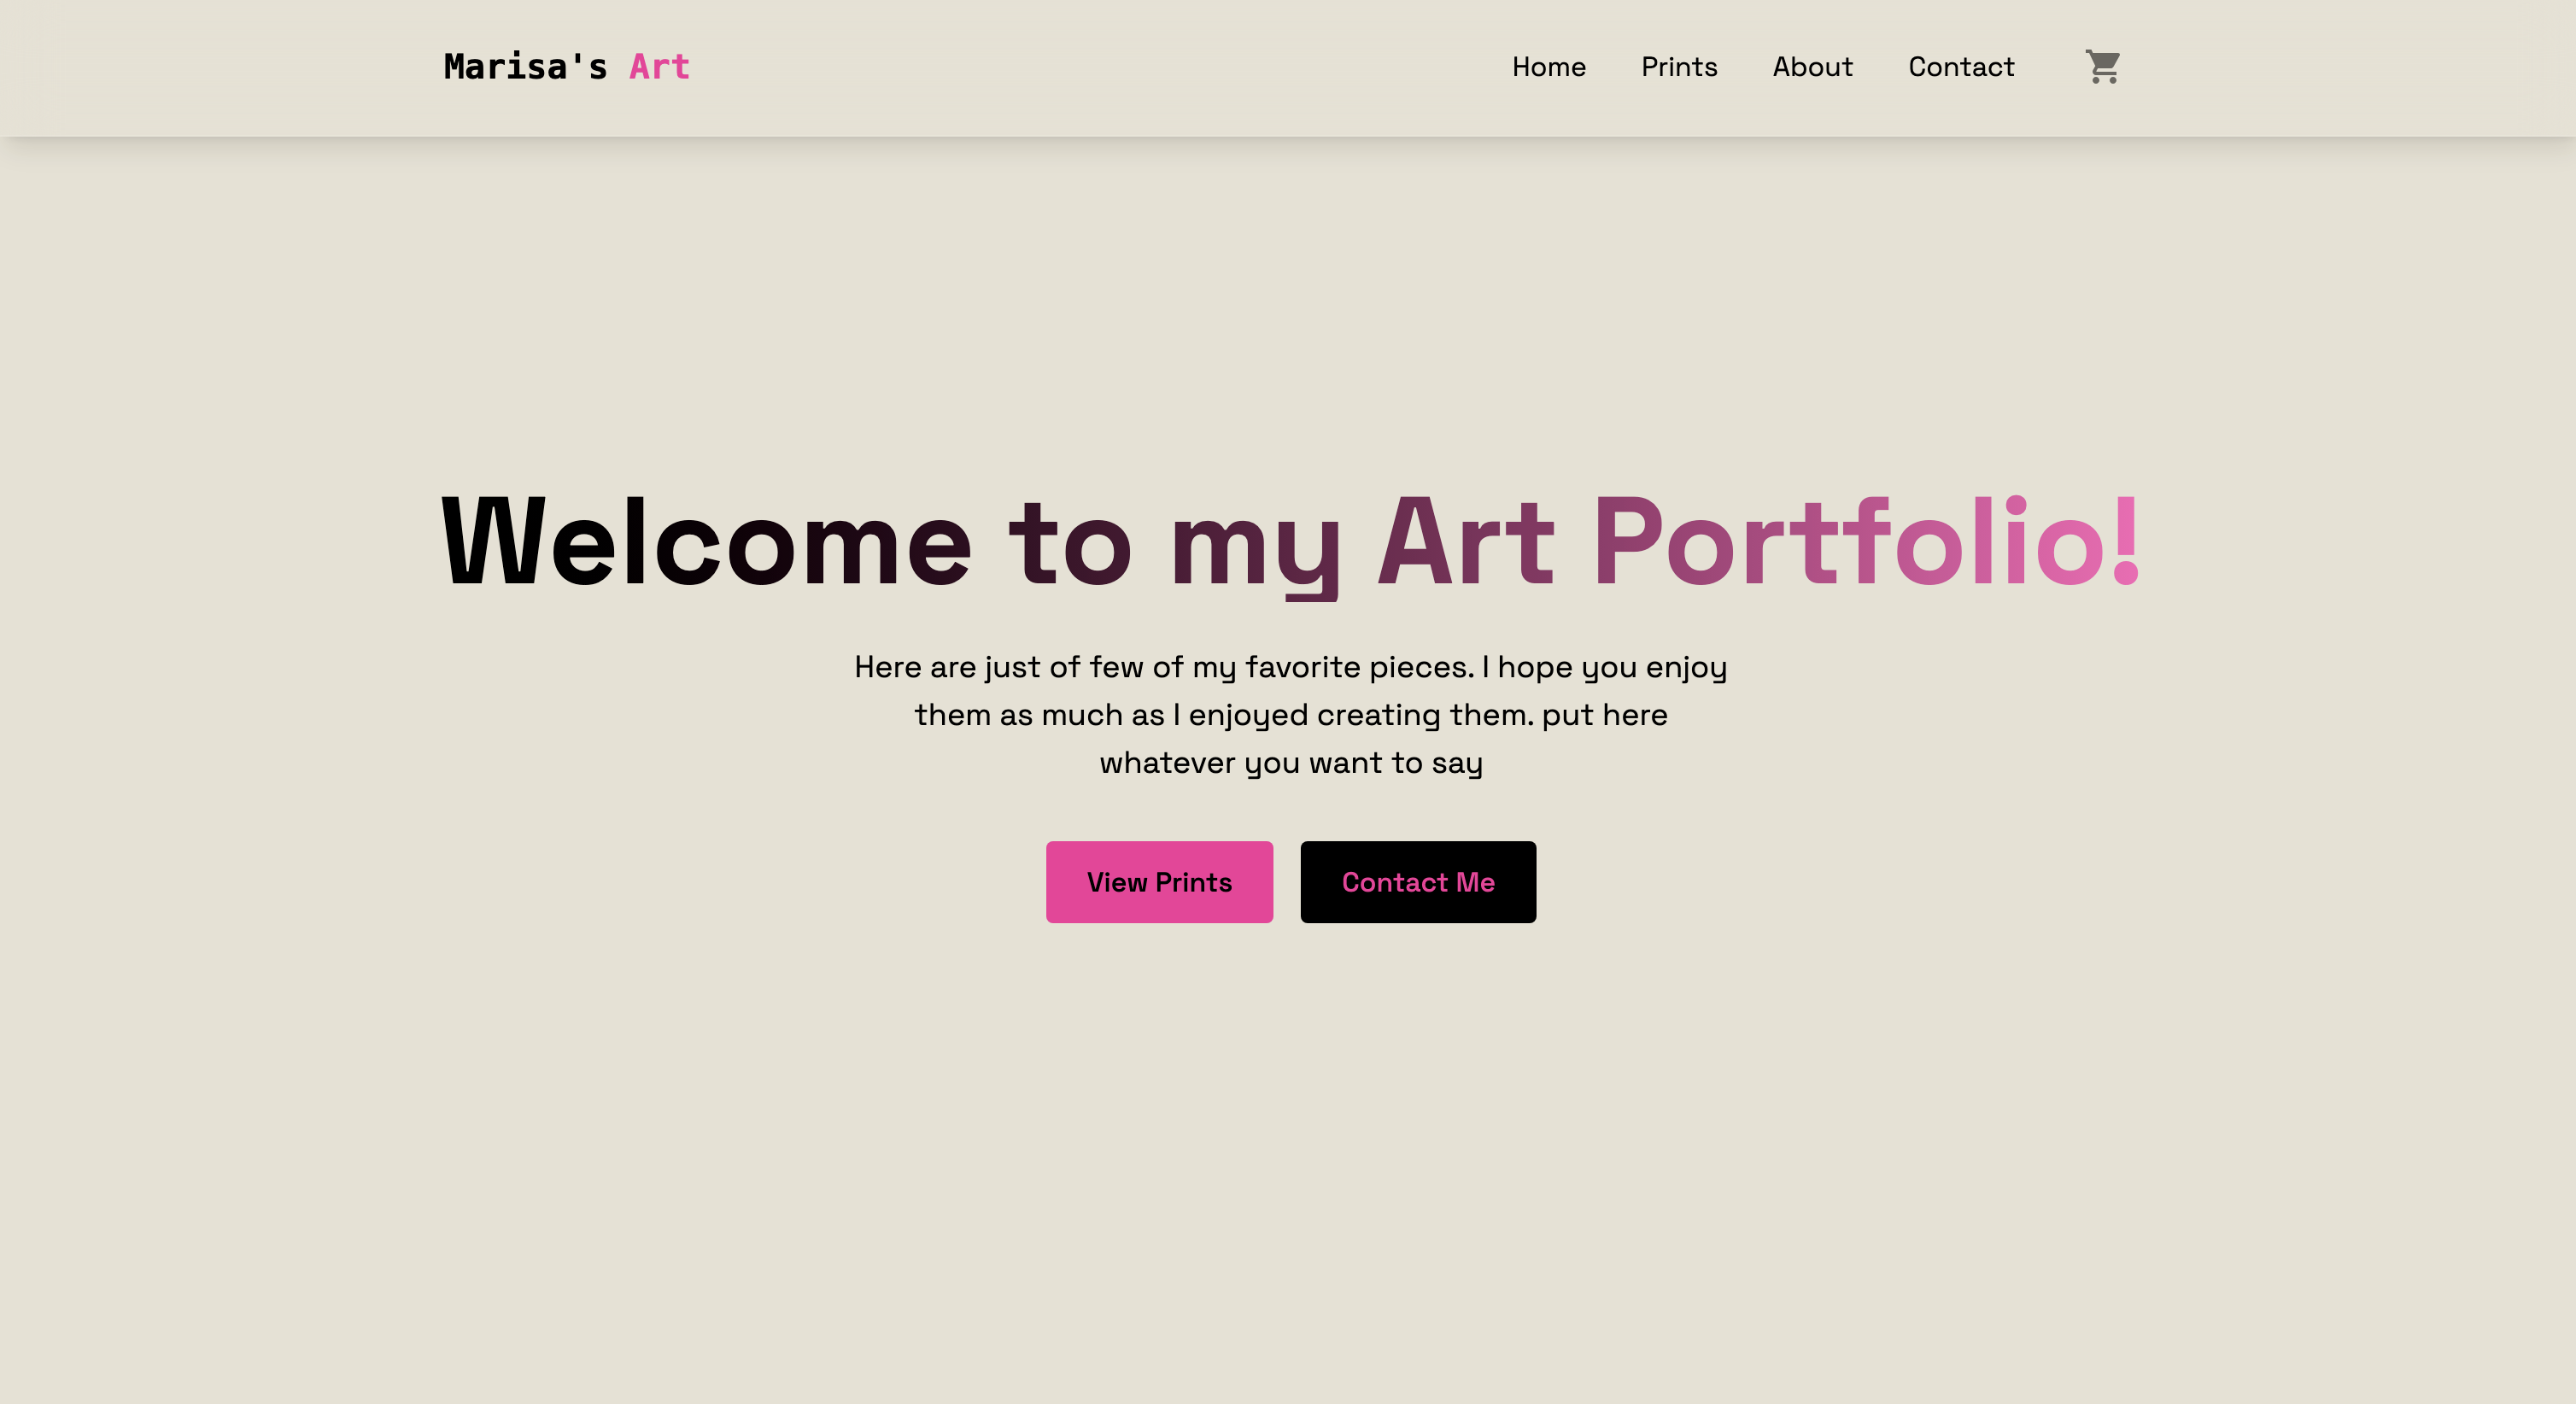 Marisa's Art
Home Prints About Contact
Welcome to my Art Portfolio!
Here are just of few of my favorite pieces. I hope you enjoy
them as much as I enjoyed creating them. put here
whatever you want to say
View Prints Contact Me